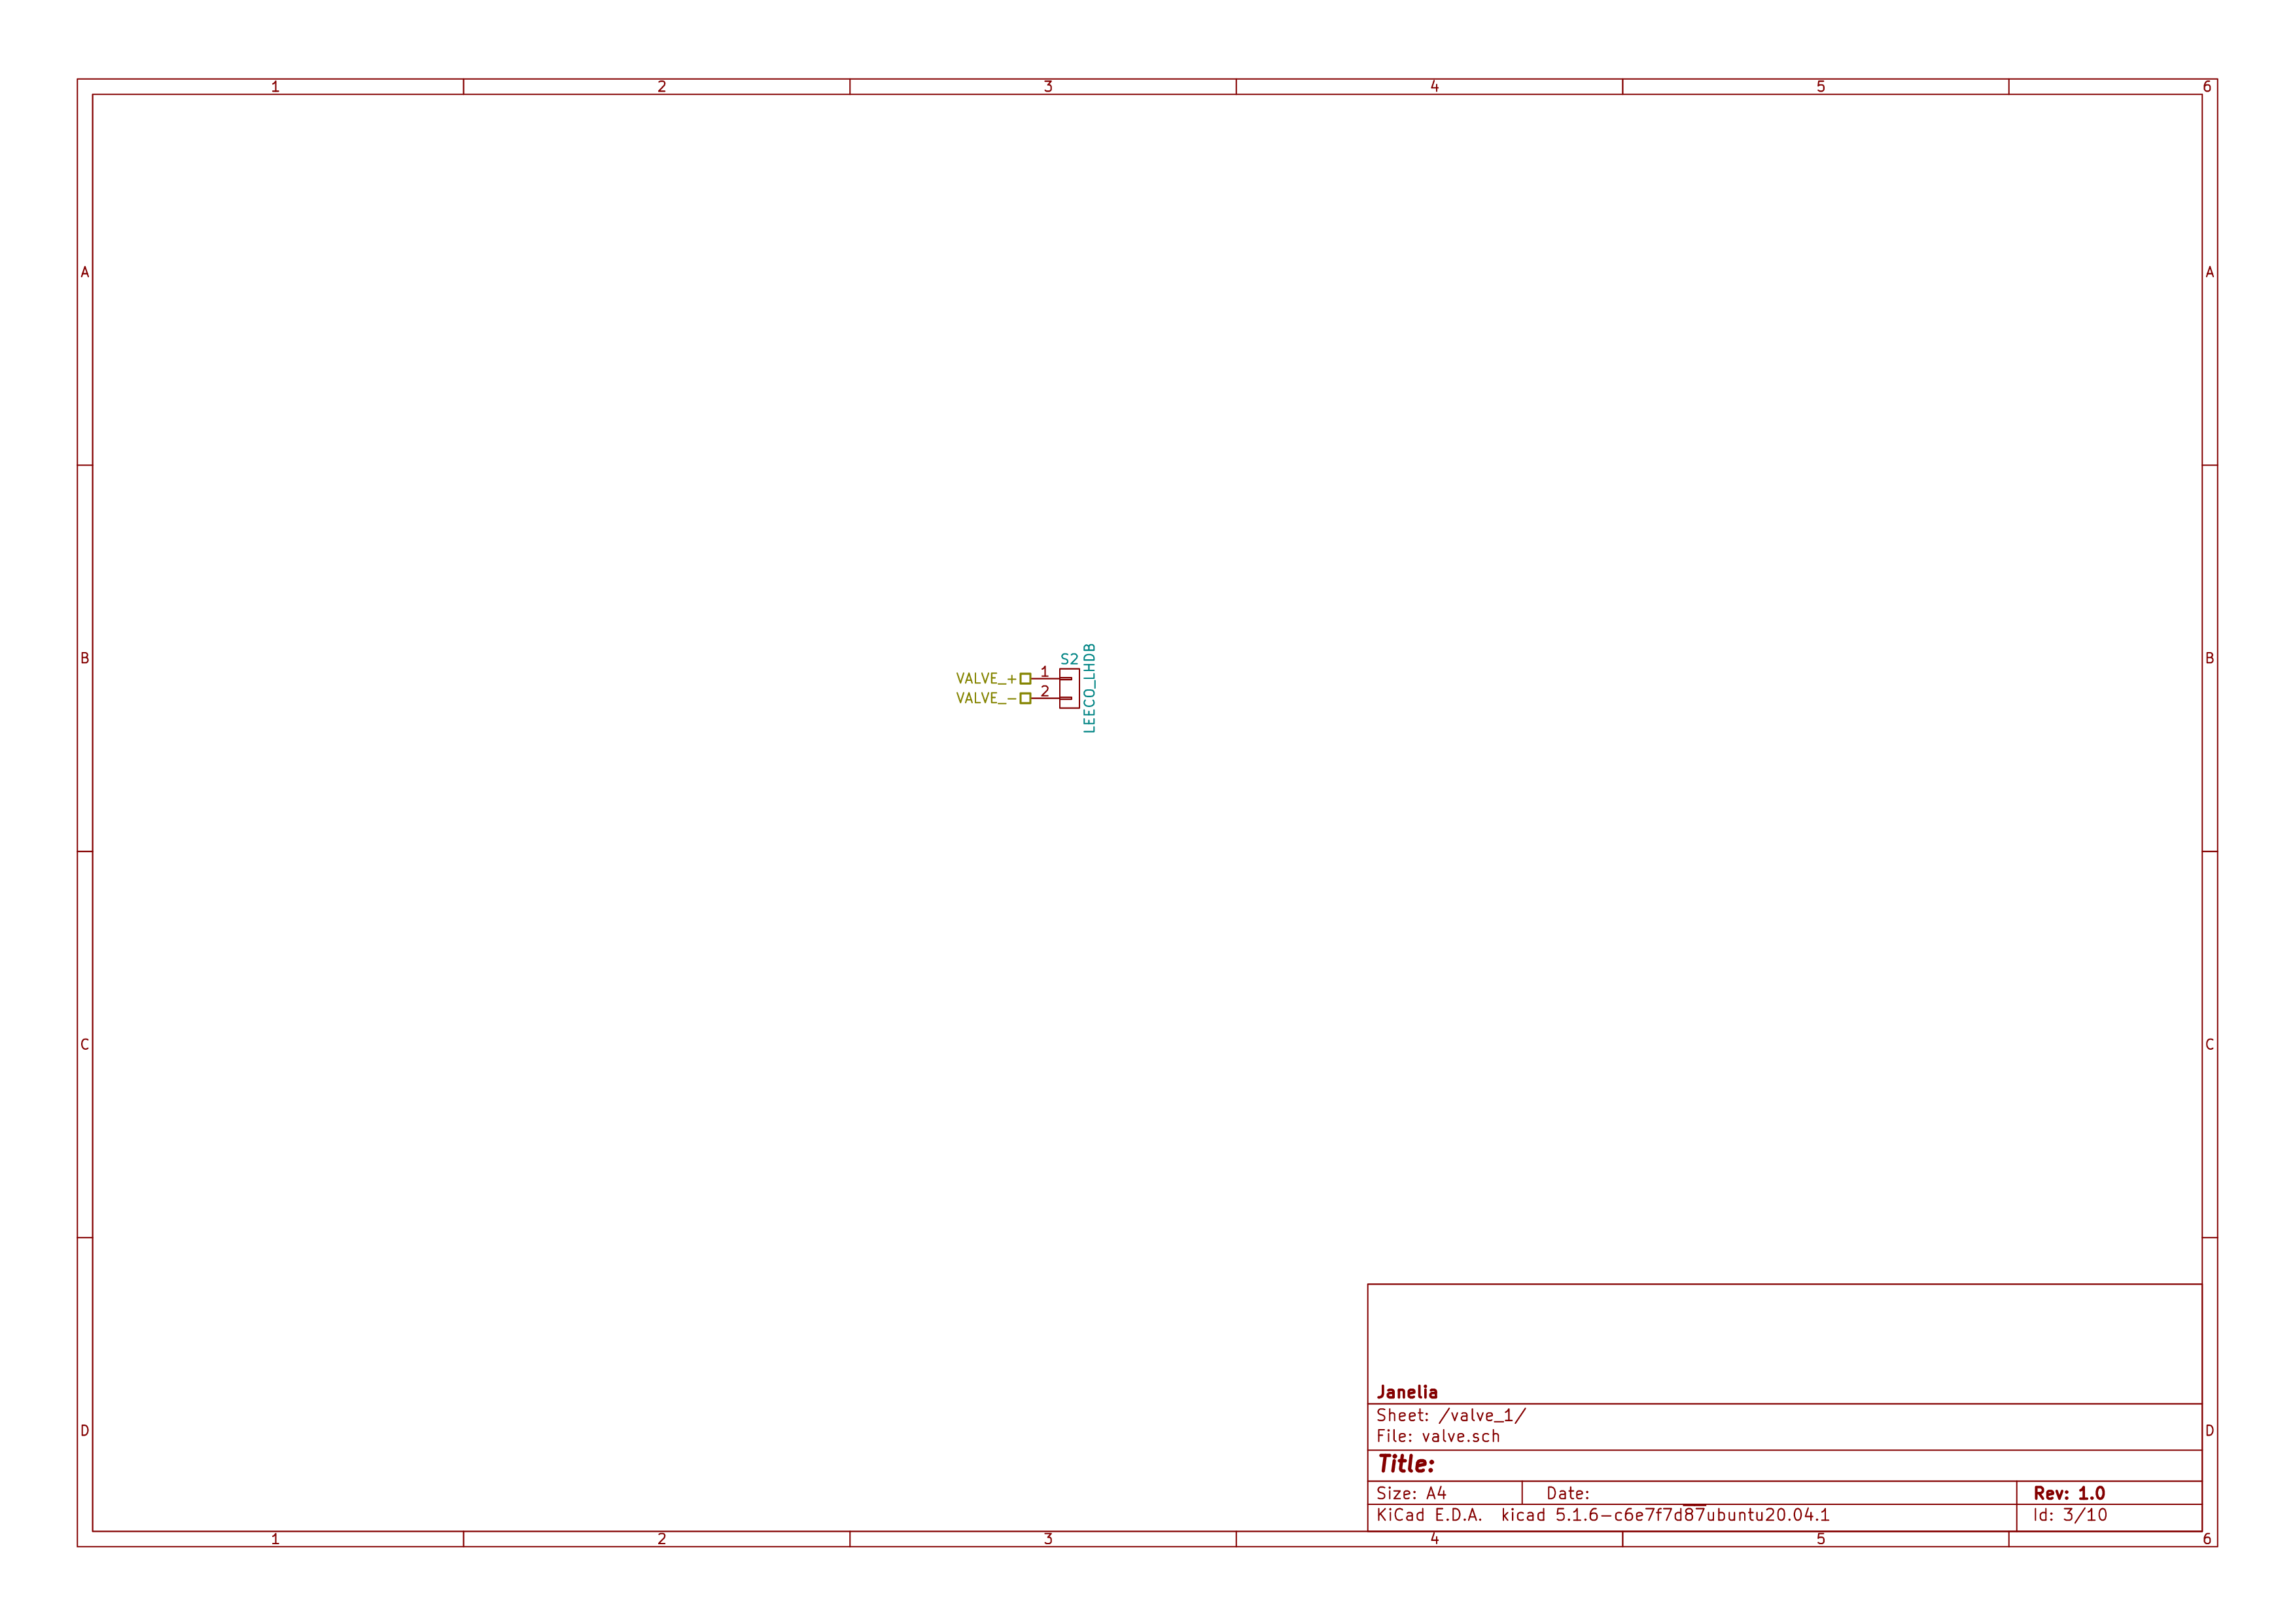 1 2 3 4 5 6
A A
S2
LEECO_LHDB
B B
VALVE_+ 1
VALVE_- 2
C C
Janelia
Sheet: /valve_1/
File: valve.sch
D D
Title:
Size: A4 Date: Rev: 1.0
KiCad E.D.A. kicad 5.1.6-c6e7f7d87ubuntu20.04.1 Id: 3/10
1 2 3 4 5 6